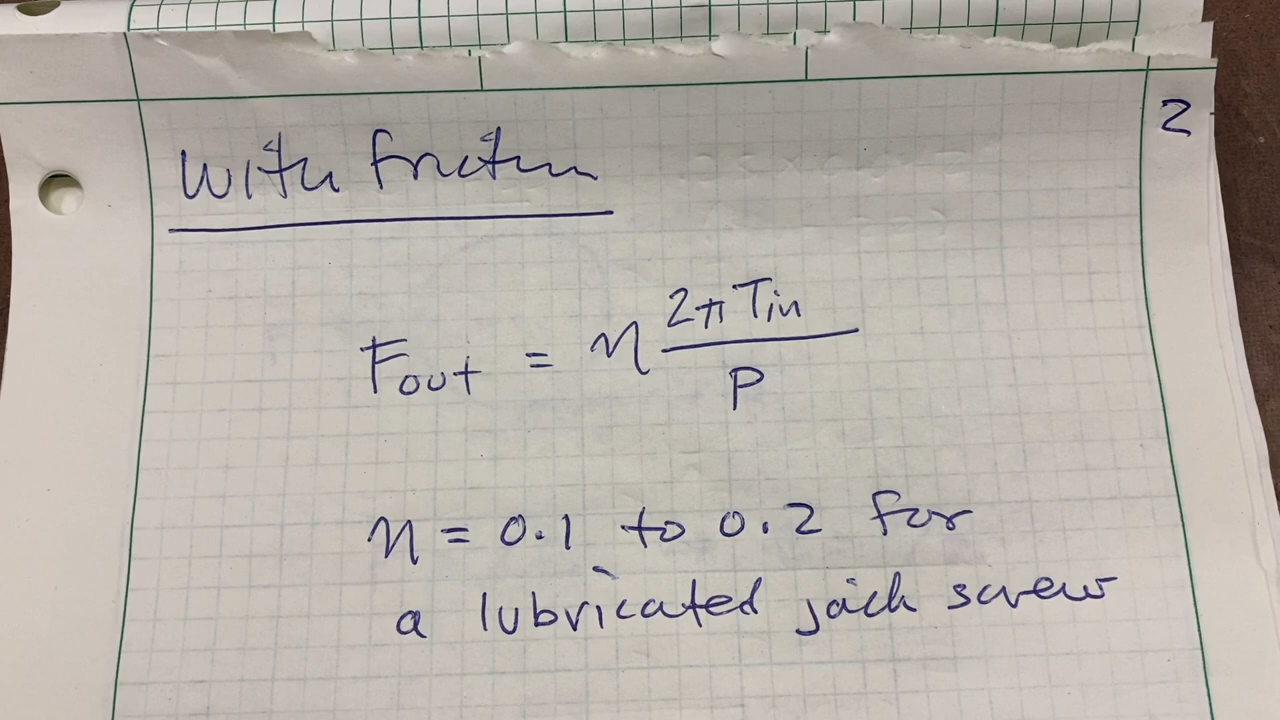 2
With friction
Fout = η 2π Tin / P
η = 0.1 to 0.2 for
a lubricated jack screw